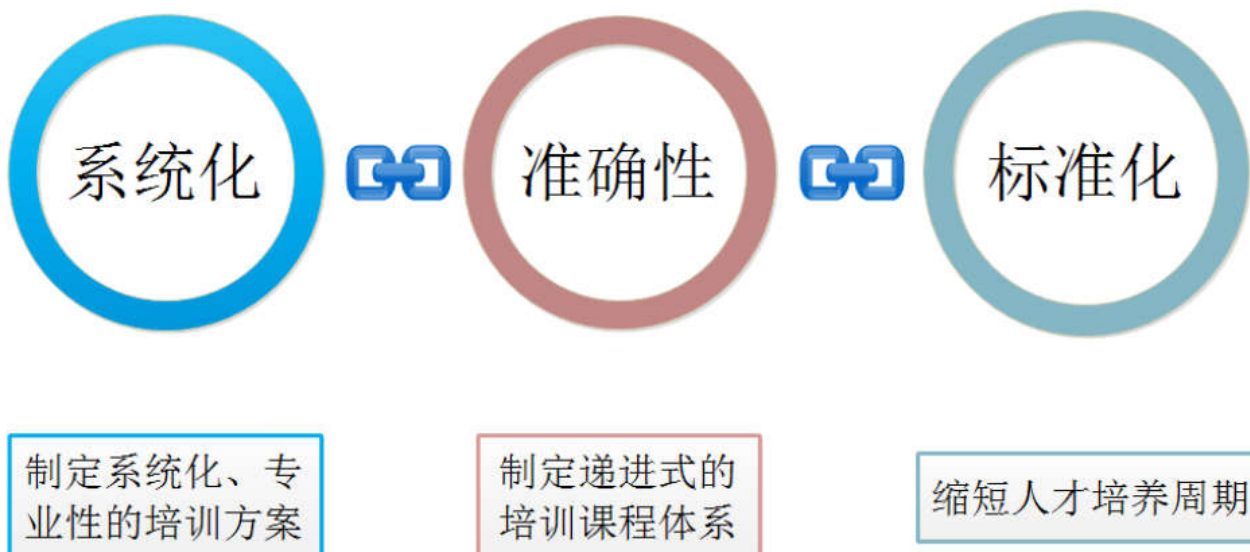 系统化
准确性
标准化
制定系统化、专
业性的培训方案
制定递进式的
培训课程体系
缩短人才培养周期